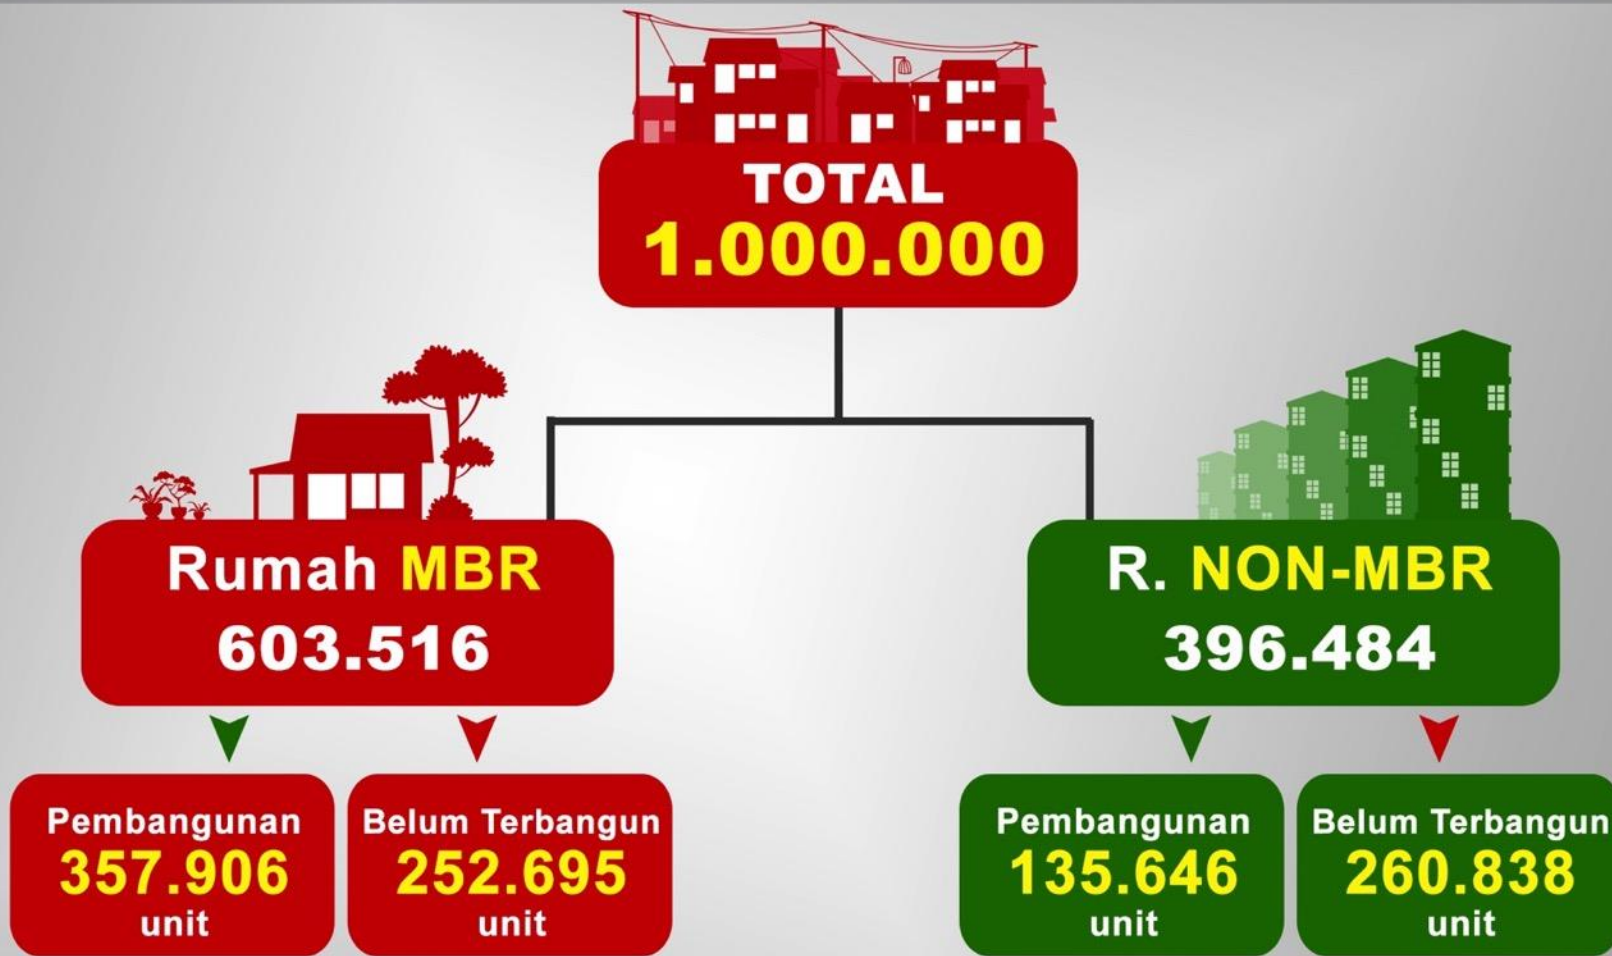 TOTAL
1.000.000
Rumah MBR
603.516
R. NON-MBR
396.484
Pembangunan
357.906
unit
Belum Terbangun
252.695
unit
Pembangunan
135.646
unit
Belum Terbangun
260.838
unit